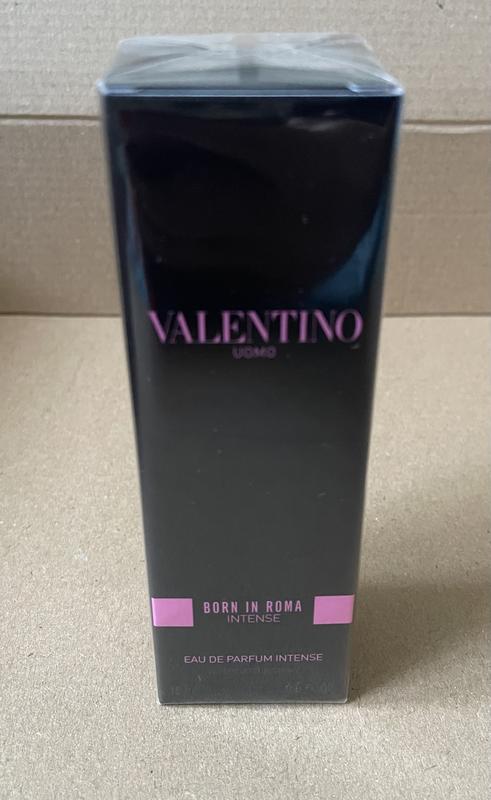 VALENTINO
UOMO
BORN IN ROMA
INTENSE
EAU DE PARFUM INTENSE